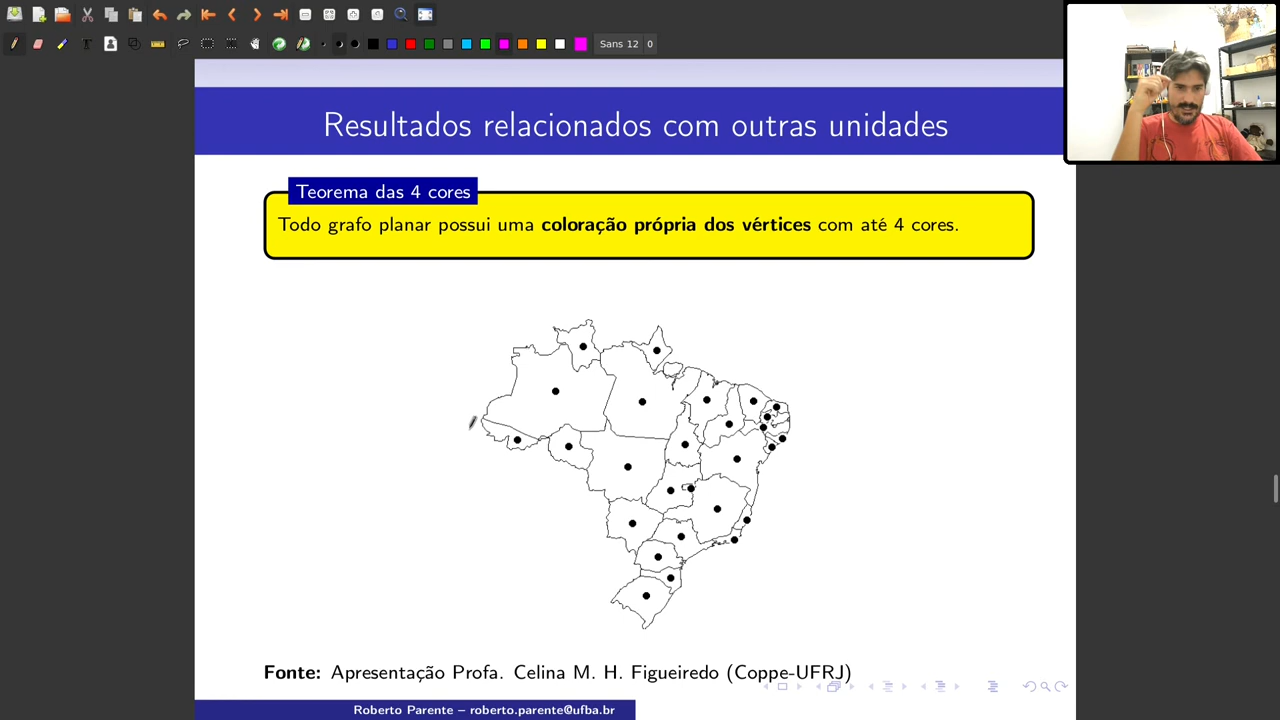 Sans 12 0
Resultados relacionados com outras unidades
Teorema das 4 cores
Todo grafo planar possui uma coloração própria dos vértices com até 4 cores.
Fonte: Apresentação Profa. Celina M. H. Figueiredo (Coppe-UFRJ)
Roberto Parente – roberto.parente@ufba.br